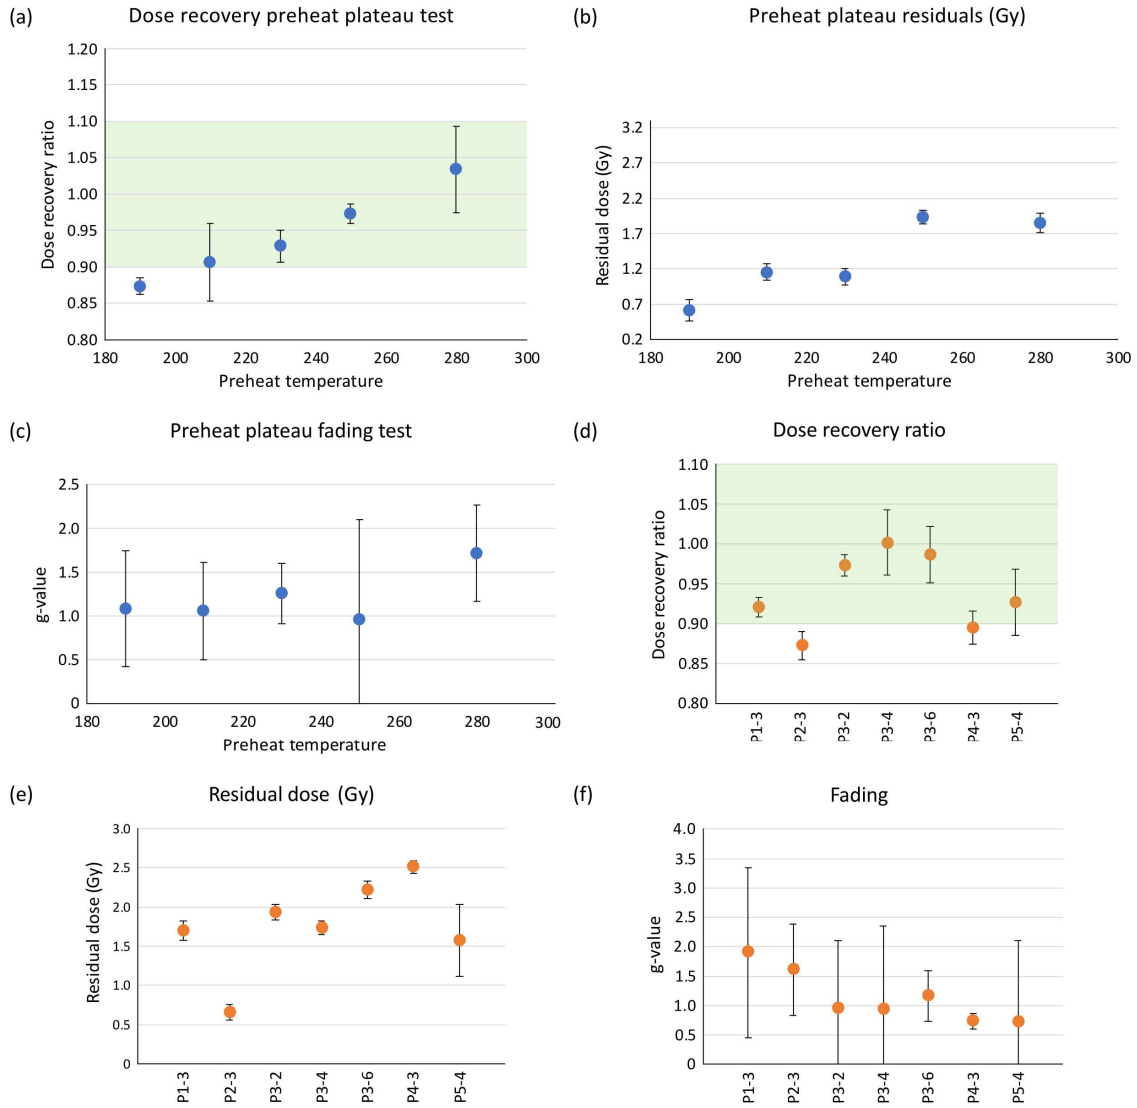 (a)
Dose recovery preheat plateau test
1.20
1.15
1.10
1.05
1.00
0.95
0.90
0.85
0.80
Dose recovery ratio
180 200 220 240 260 280 300
Preheat temperature
(b)
Preheat plateau residuals (Gy)
3.2
2.7
2.2
1.7
1.2
0.7
0.2
Residual dose (Gy)
180 200 220 240 260 280 300
Preheat temperature
(c)
Preheat plateau fading test
2.5
2.0
1.5
1.0
0.5
0
g-value
180 200 220 240 260 280 300
Preheat temperature
(d)
Dose recovery ratio
1.10
1.05
1.00
0.95
0.90
0.85
0.80
Dose recovery ratio
P1-3 P2-3 P3-2 P3-4 P3-6 P4-3 P5-4
(e)
Residual dose (Gy)
3.0
2.5
2.0
1.5
1.0
0.5
0
Residual dose (Gy)
P1-3 P2-3 P3-2 P3-4 P3-6 P4-3 P5-4
(f)
Fading
4.0
3.5
3.0
2.5
2.0
1.5
1.0
0.5
0
g-value
P1-3 P2-3 P3-2 P3-4 P3-6 P4-3 P5-4